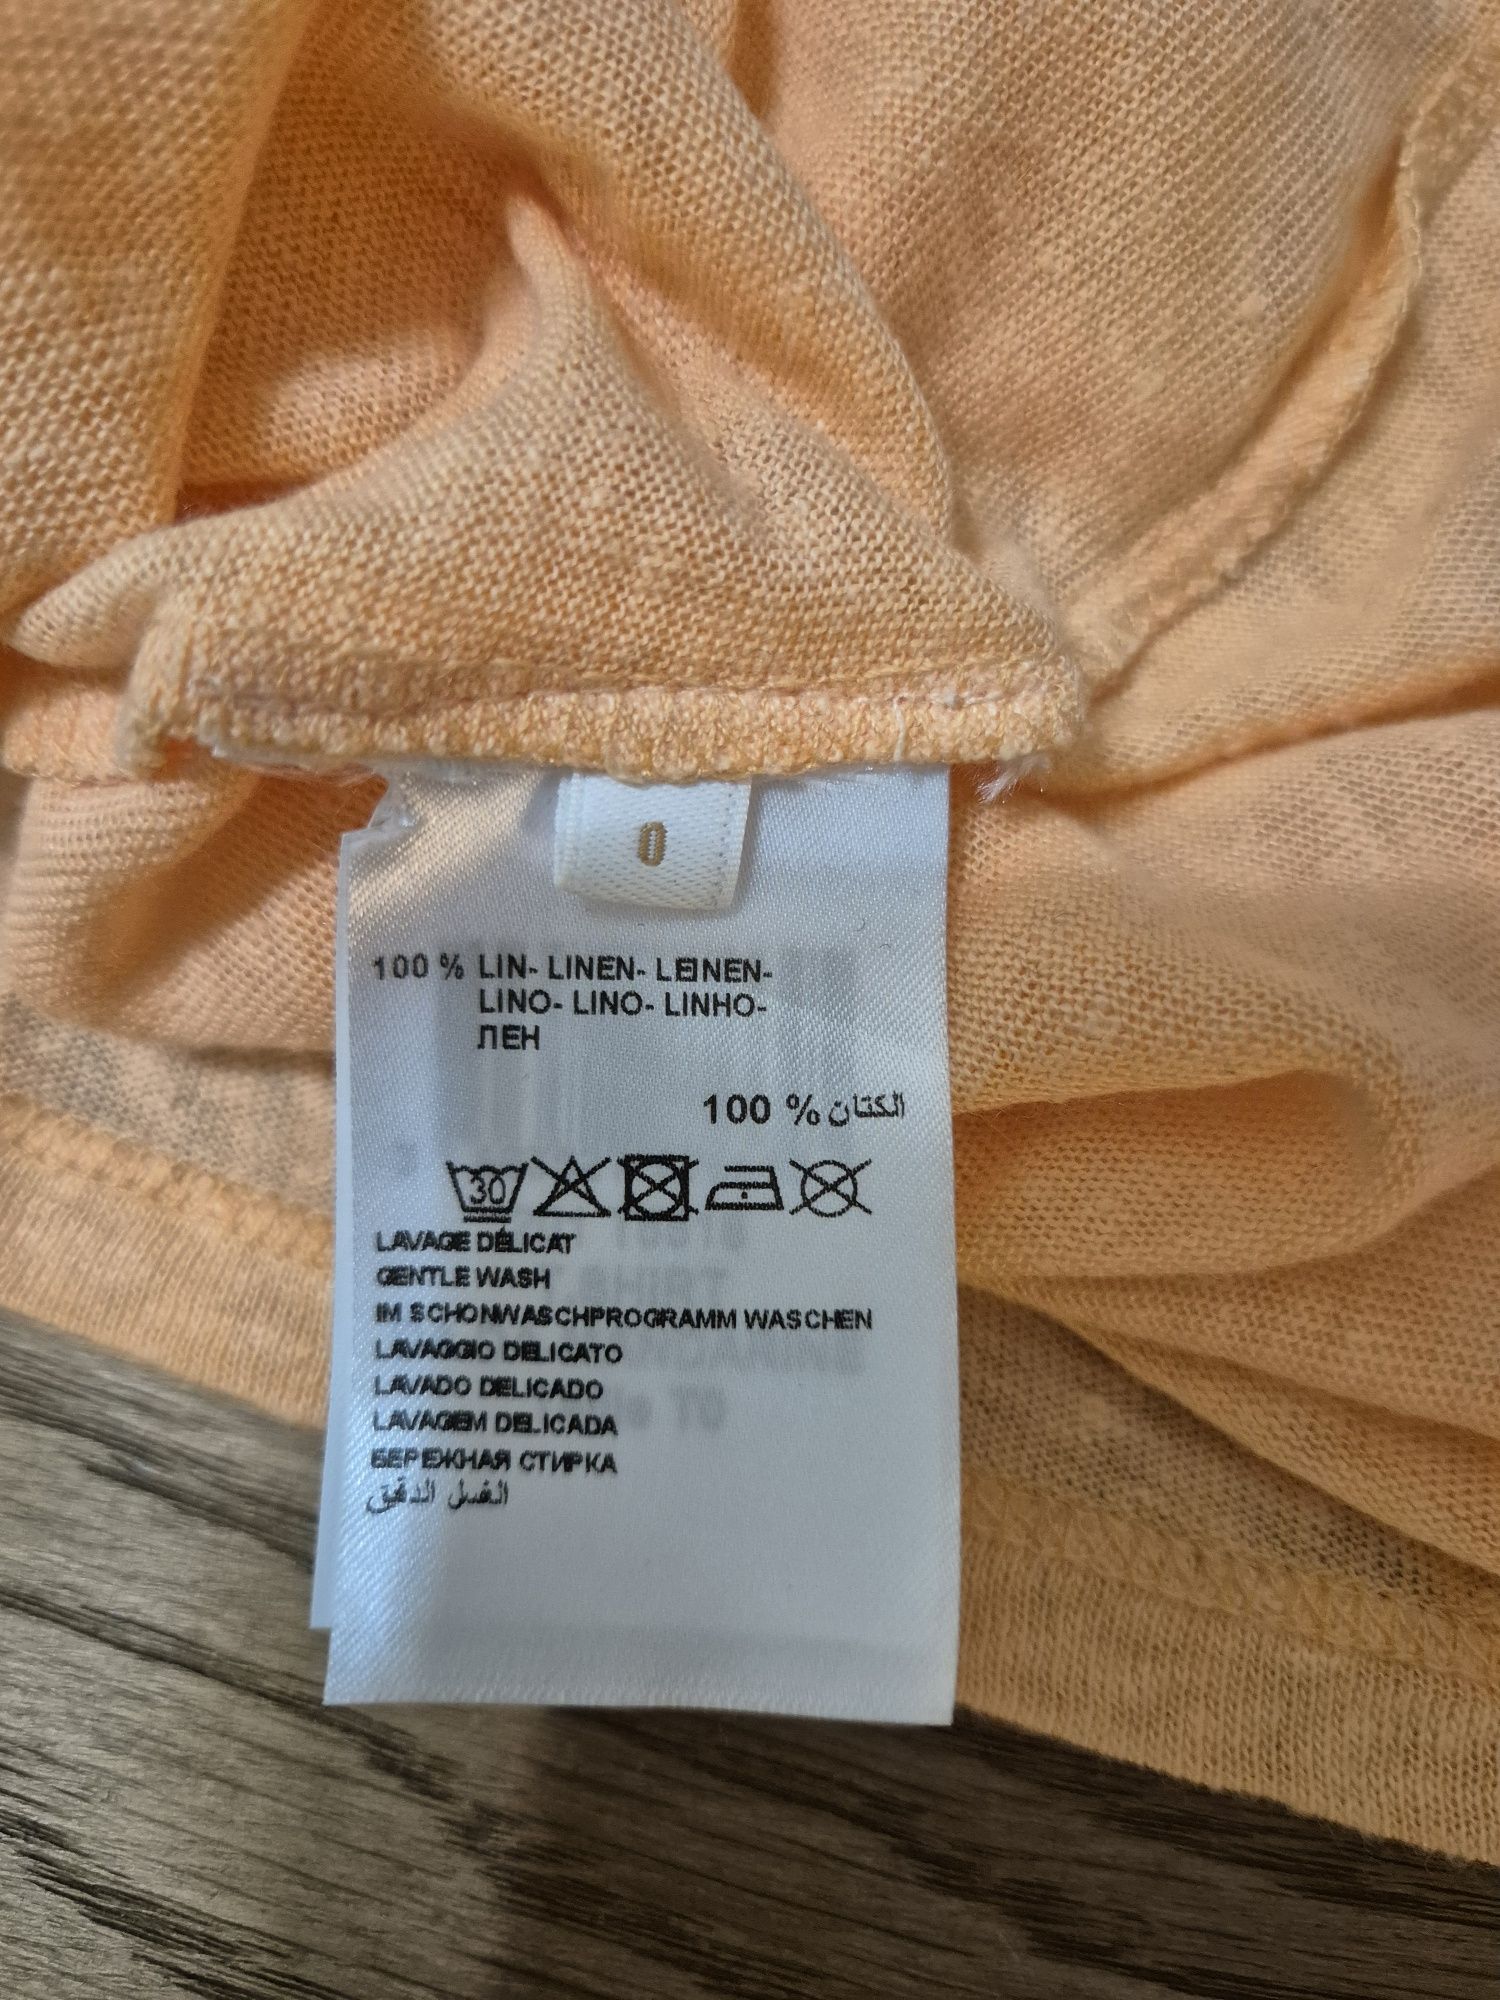 0
100 % LIN- LINEN- LEINEN-
LINO- LINO- LINHO-
ЛЕН
100 % الكتان
30
LAVAGE DÉLICAT
GENTLE WASH
IM SCHONWASCHPROGRAMM WASCHEN
LAVAGGIO DELICATO
LAVADO DELICADO
LAVAGEM DELICADA
БЕРЕЖНАЯ СТИРКА
الغسل الدقيق